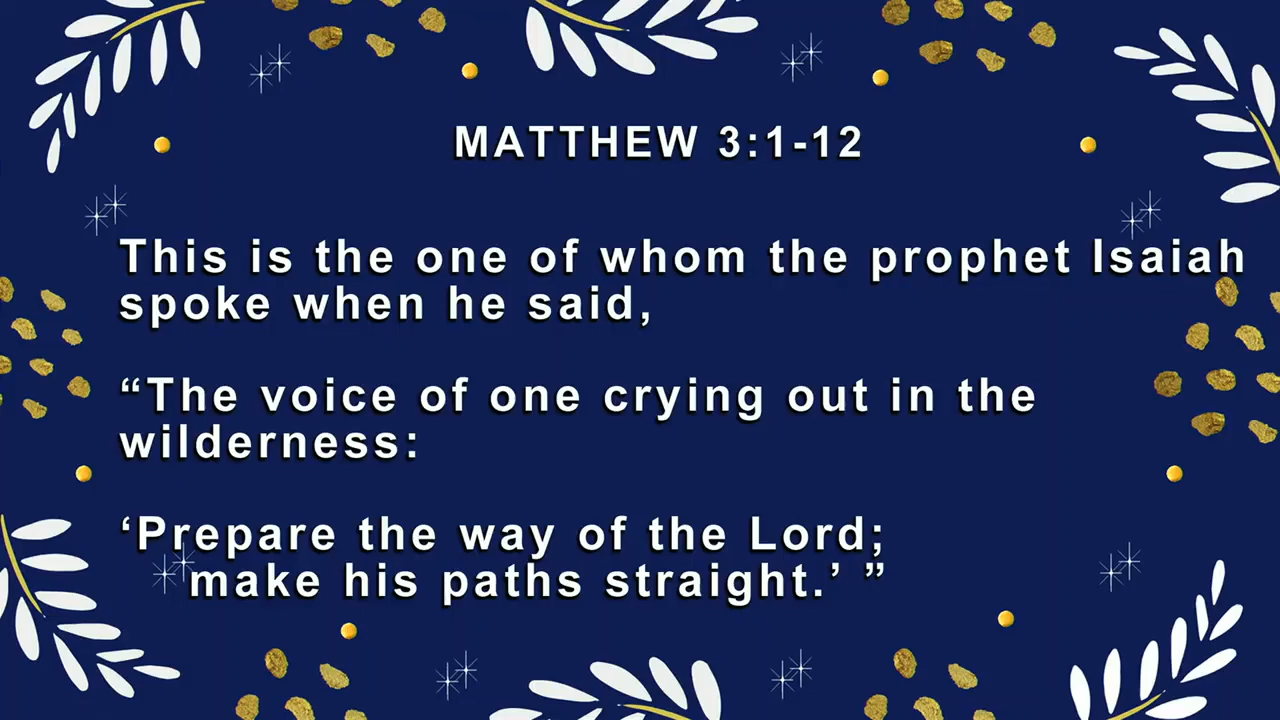 MATTHEW 3:1-12
This is the one of whom the prophet Isaiah
spoke when he said,
“The voice of one crying out in the
wilderness:
‘Prepare the way of the Lord;
make his paths straight.’ ”